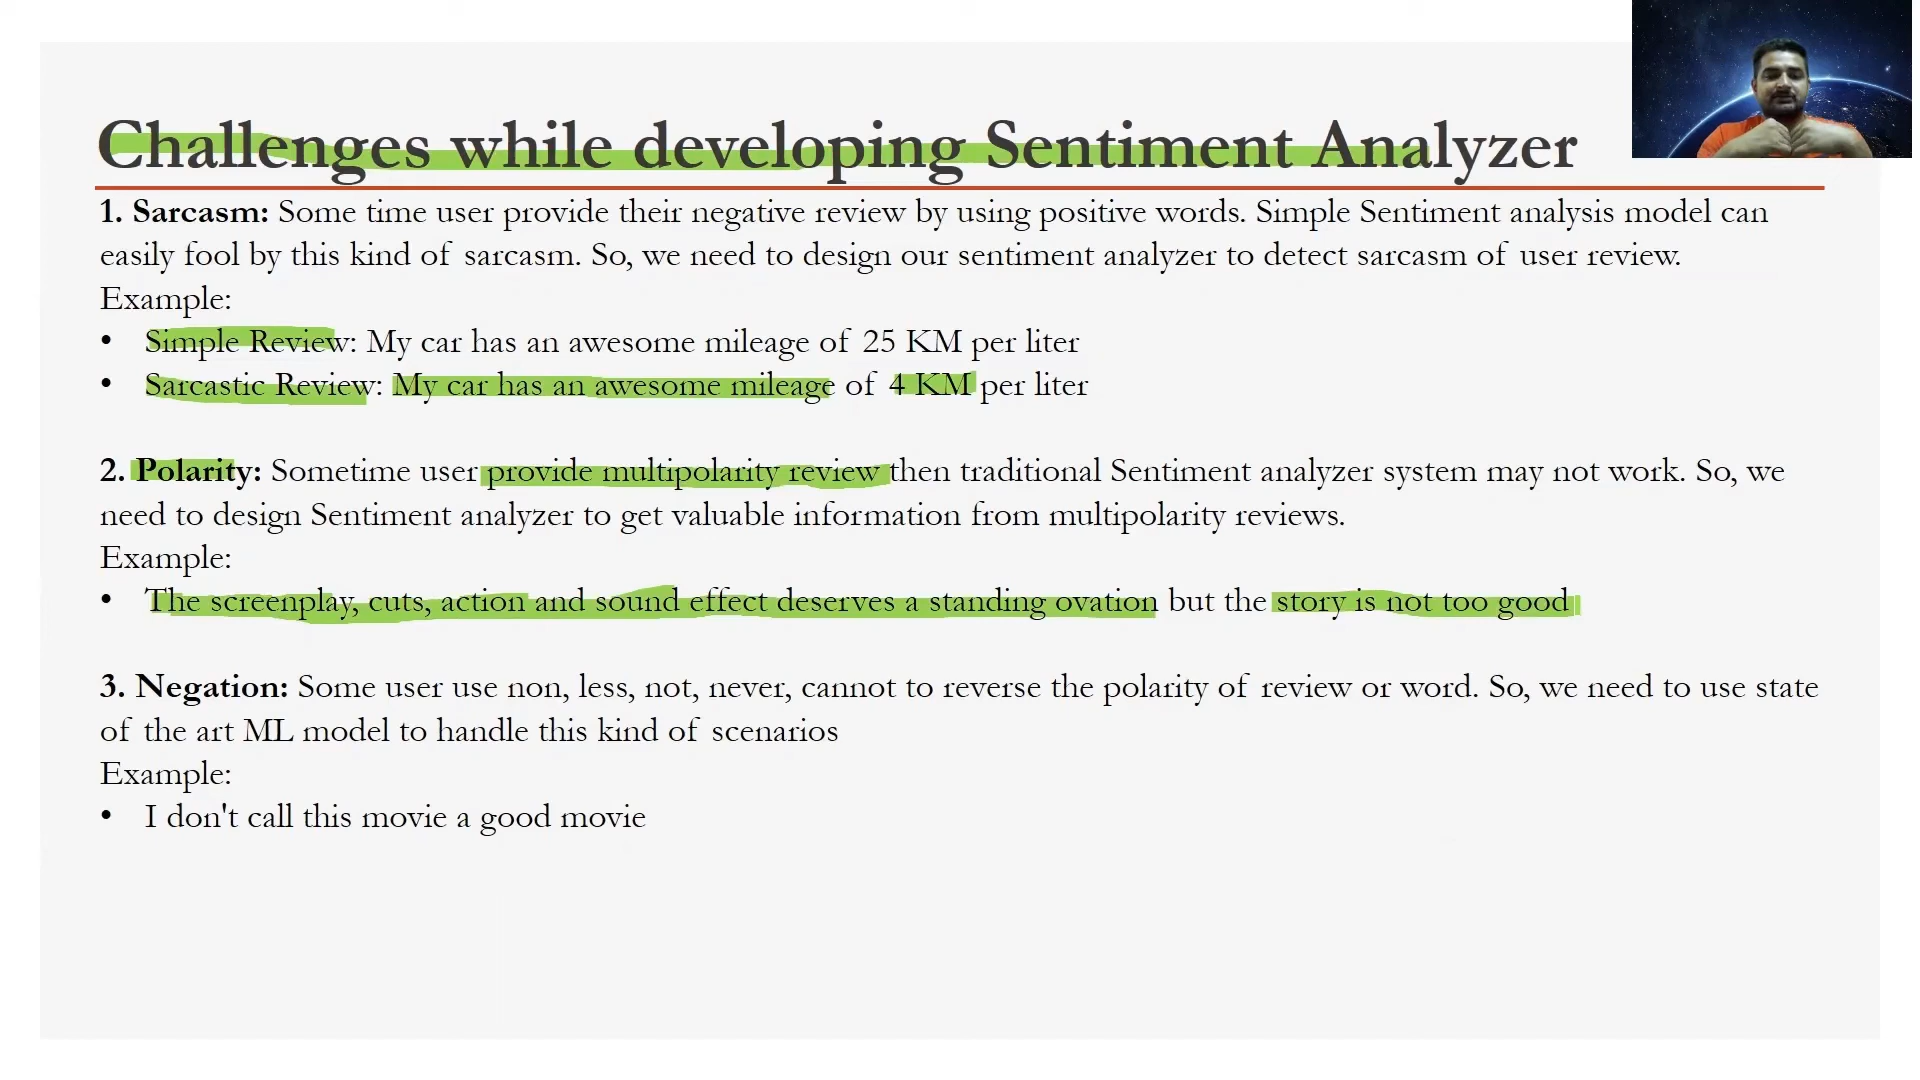 Challenges while developing Sentiment Analyzer
1. Sarcasm: Some time user provide their negative review by using positive words. Simple Sentiment analysis model can
easily fool by this kind of sarcasm. So, we need to design our sentiment analyzer to detect sarcasm of user review.
Example:
• Simple Review: My car has an awesome mileage of 25 KM per liter
• Sarcastic Review: My car has an awesome mileage of 4 KM per liter
2. Polarity: Sometime user provide multipolarity review then traditional Sentiment analyzer system may not work. So, we
need to design Sentiment analyzer to get valuable information from multipolarity reviews.
Example:
• The screenplay, cuts, action and sound effect deserves a standing ovation but the story is not too good
3. Negation: Some user use non, less, not, never, cannot to reverse the polarity of review or word. So, we need to use state
of the art ML model to handle this kind of scenarios
Example:
• I don't call this movie a good movie